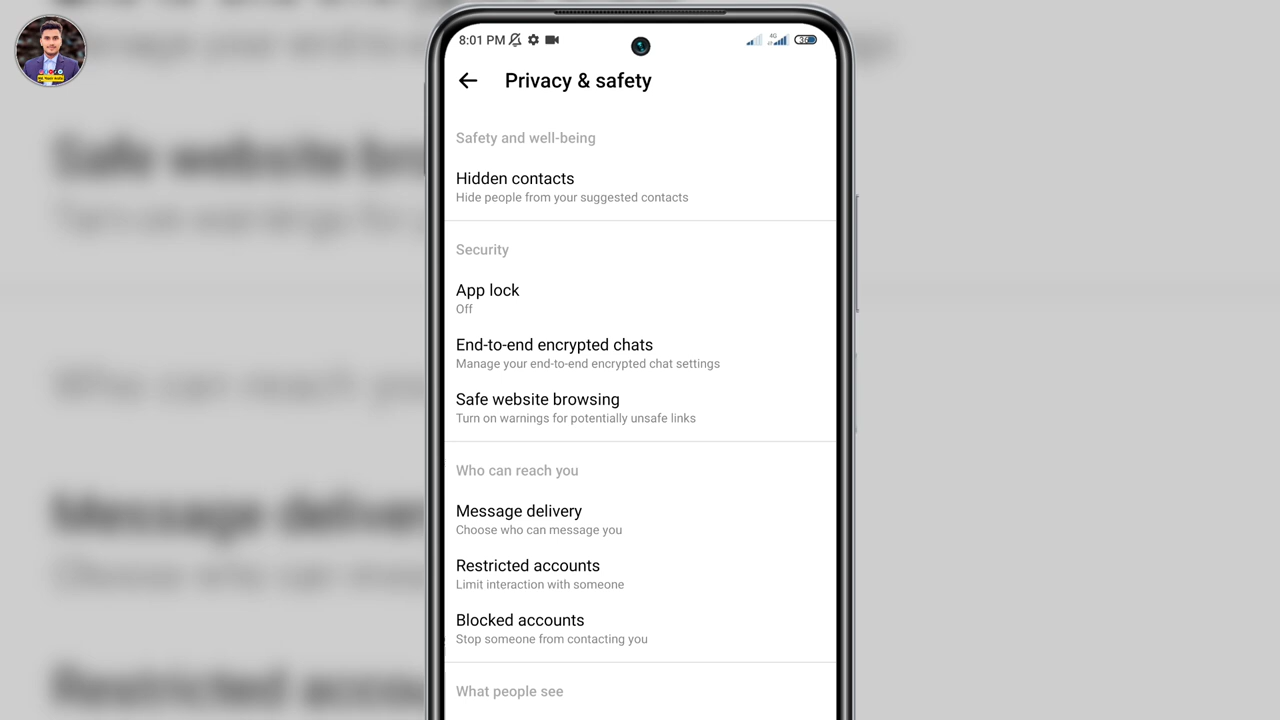 8:01 PM
4G
36
Privacy & safety
Safety and well-being
Hidden contacts
Hide people from your suggested contacts
Security
App lock
Off
End-to-end encrypted chats
Manage your end-to-end encrypted chat settings
Safe website browsing
Turn on warnings for potentially unsafe links
Who can reach you
Message delivery
Choose who can message you
Restricted accounts
Limit interaction with someone
Blocked accounts
Stop someone from contacting you
What people see